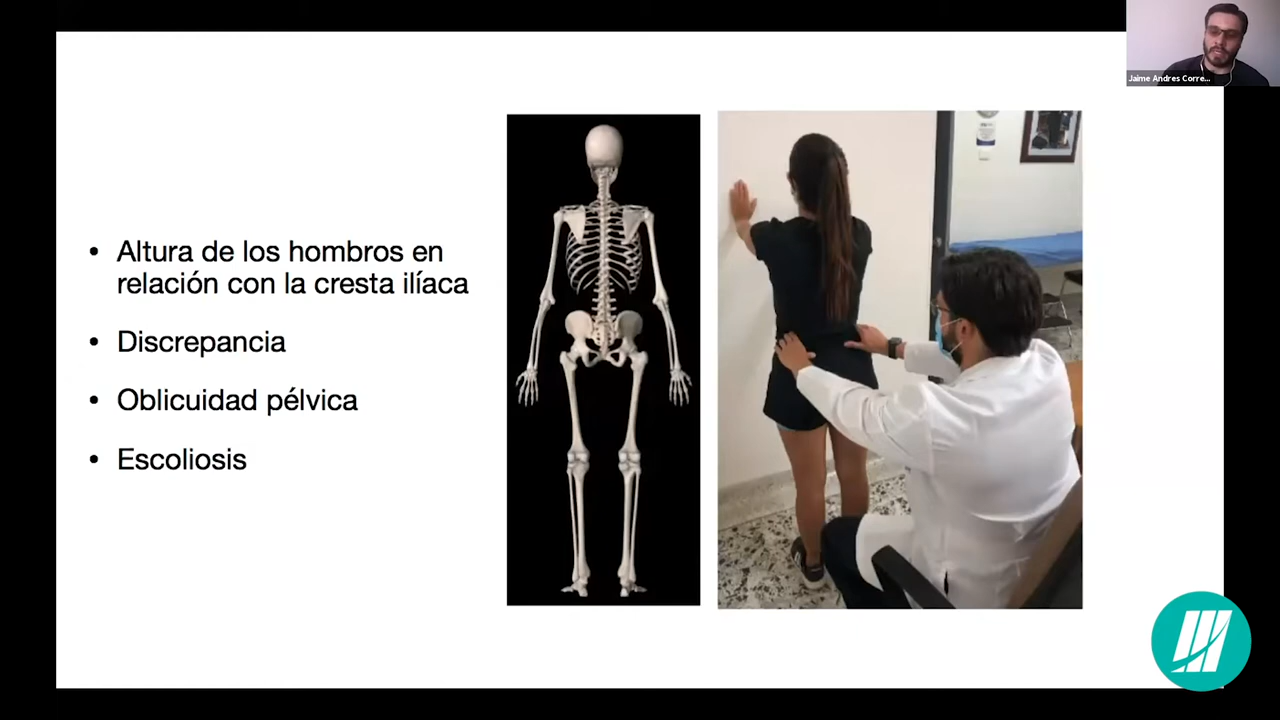 Jaime Andres Corre...
• Altura de los hombros en
relación con la cresta ilíaca
• Discrepancia
• Oblicuidad pélvica
• Escoliosis